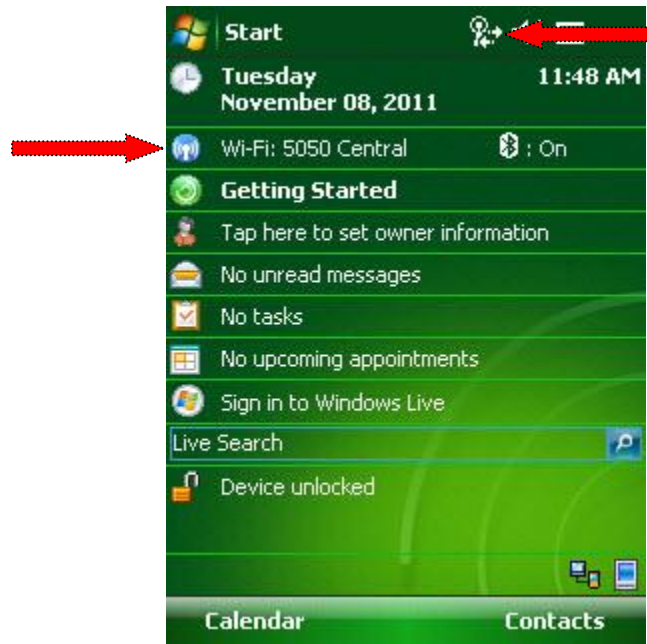 Start
Tuesday 11:48 AM
November 08, 2011
Wi-Fi: 5050 Central : On
Getting Started
Tap here to set owner information
No unread messages
No tasks
No upcoming appointments
Sign in to Windows Live
Live Search
Device unlocked
Calendar Contacts